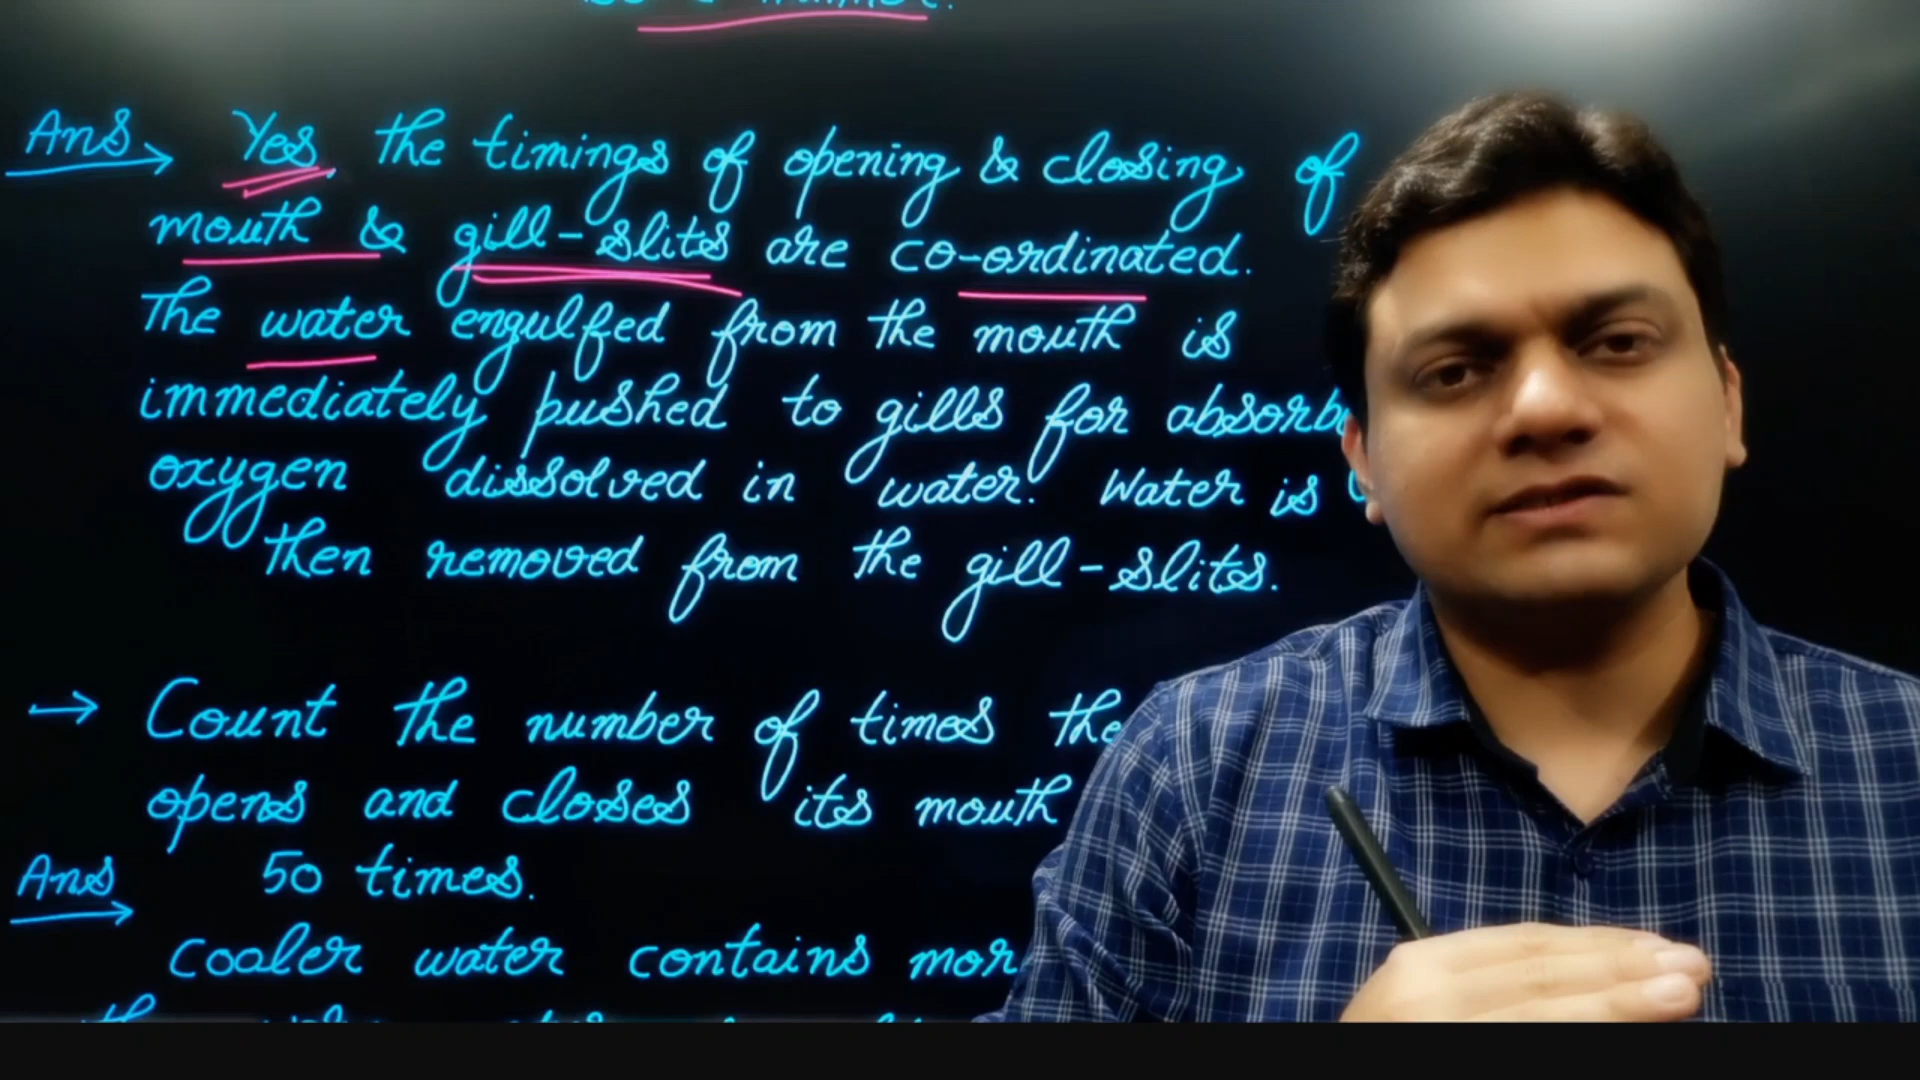 Ans → Yes, the timings of opening & closing of
mouth & gill-slits are co-ordinated.
The water engulfed from the mouth is
immediately pushed to gills for absorb
oxygen dissolved in water. Water is
then removed from the gill-slits.
→ Count the number of times the
opens and closes its mouth
Ans → 50 times.
Cooler water contains mor